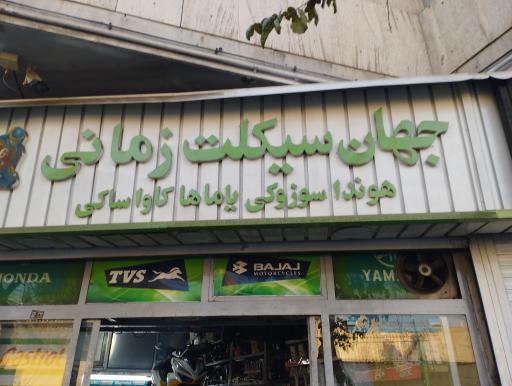 جهان سیکلت زمانی
هوندا سوزوکی یاماها کاواساکی
HONDA
TVS
BAJAJ
MOTORCYCLES
YAM